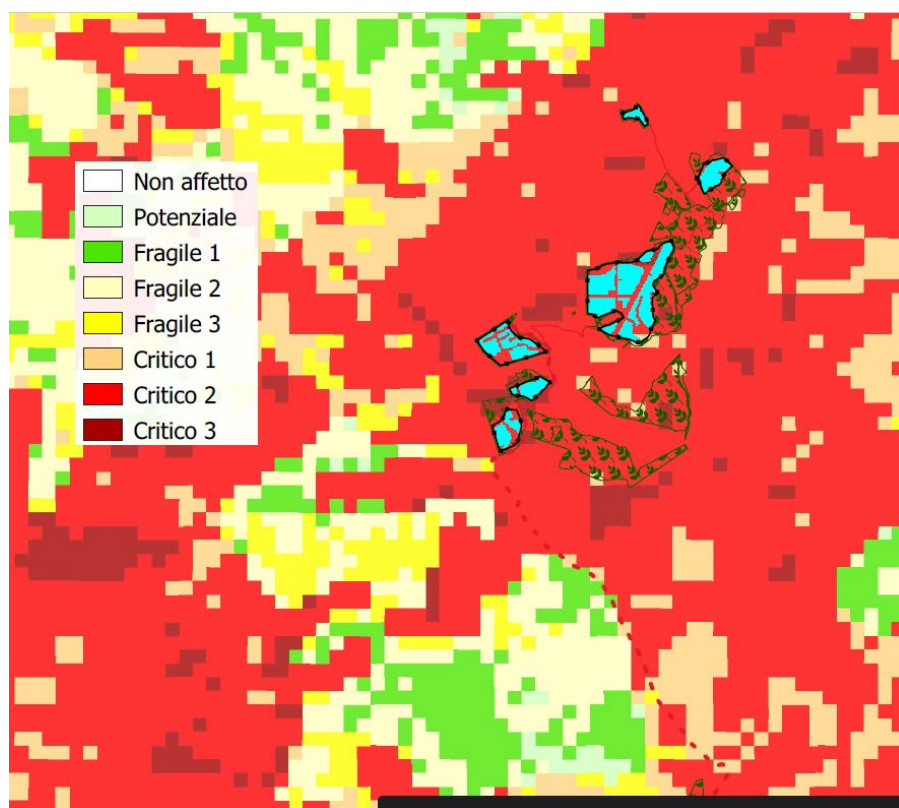 Non affetto
Potenziale
Fragile 1
Fragile 2
Fragile 3
Critico 1
Critico 2
Critico 3